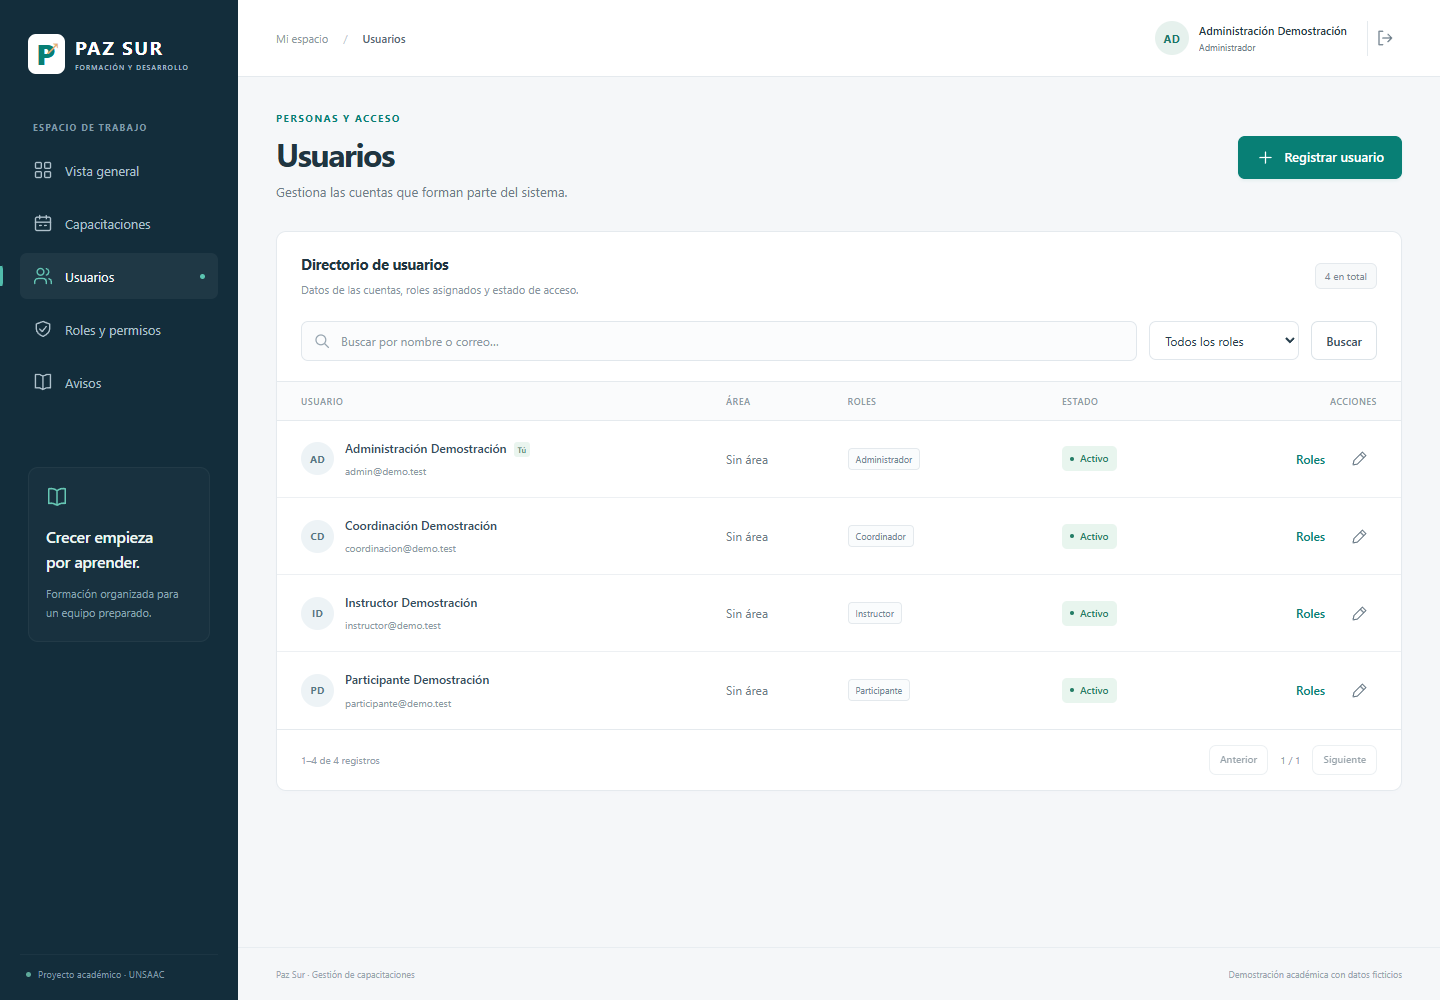 PAZ SUR
FORMACIÓN Y DESARROLLO
ESPACIO DE TRABAJO
Vista general
Capacitaciones
Usuarios
Roles y permisos
Avisos
Crecer empieza
por aprender.
Formación organizada para
un equipo preparado.
Proyecto académico · UNSAAC
Mi espacio / Usuarios
AD
Administración Demostración
Administrador
PERSONAS Y ACCESO
Usuarios
Gestiona las cuentas que forman parte del sistema.
Registrar usuario
Directorio de usuarios
Datos de las cuentas, roles asignados y estado de acceso.
4 en total
Buscar por nombre o correo...
Todos los roles
Buscar
USUARIO ÁREA ROLES ESTADO ACCIONES
AD Administración Demostración Tú
admin@demo.test
Sin área Administrador Activo Roles
CD Coordinación Demostración
coordinacion@demo.test
Sin área Coordinador Activo Roles
ID Instructor Demostración
instructor@demo.test
Sin área Instructor Activo Roles
PD Participante Demostración
participante@demo.test
Sin área Participante Activo Roles
1–4 de 4 registros
Anterior 1 / 1 Siguiente
Paz Sur · Gestión de capacitaciones
Demostración académica con datos ficticios